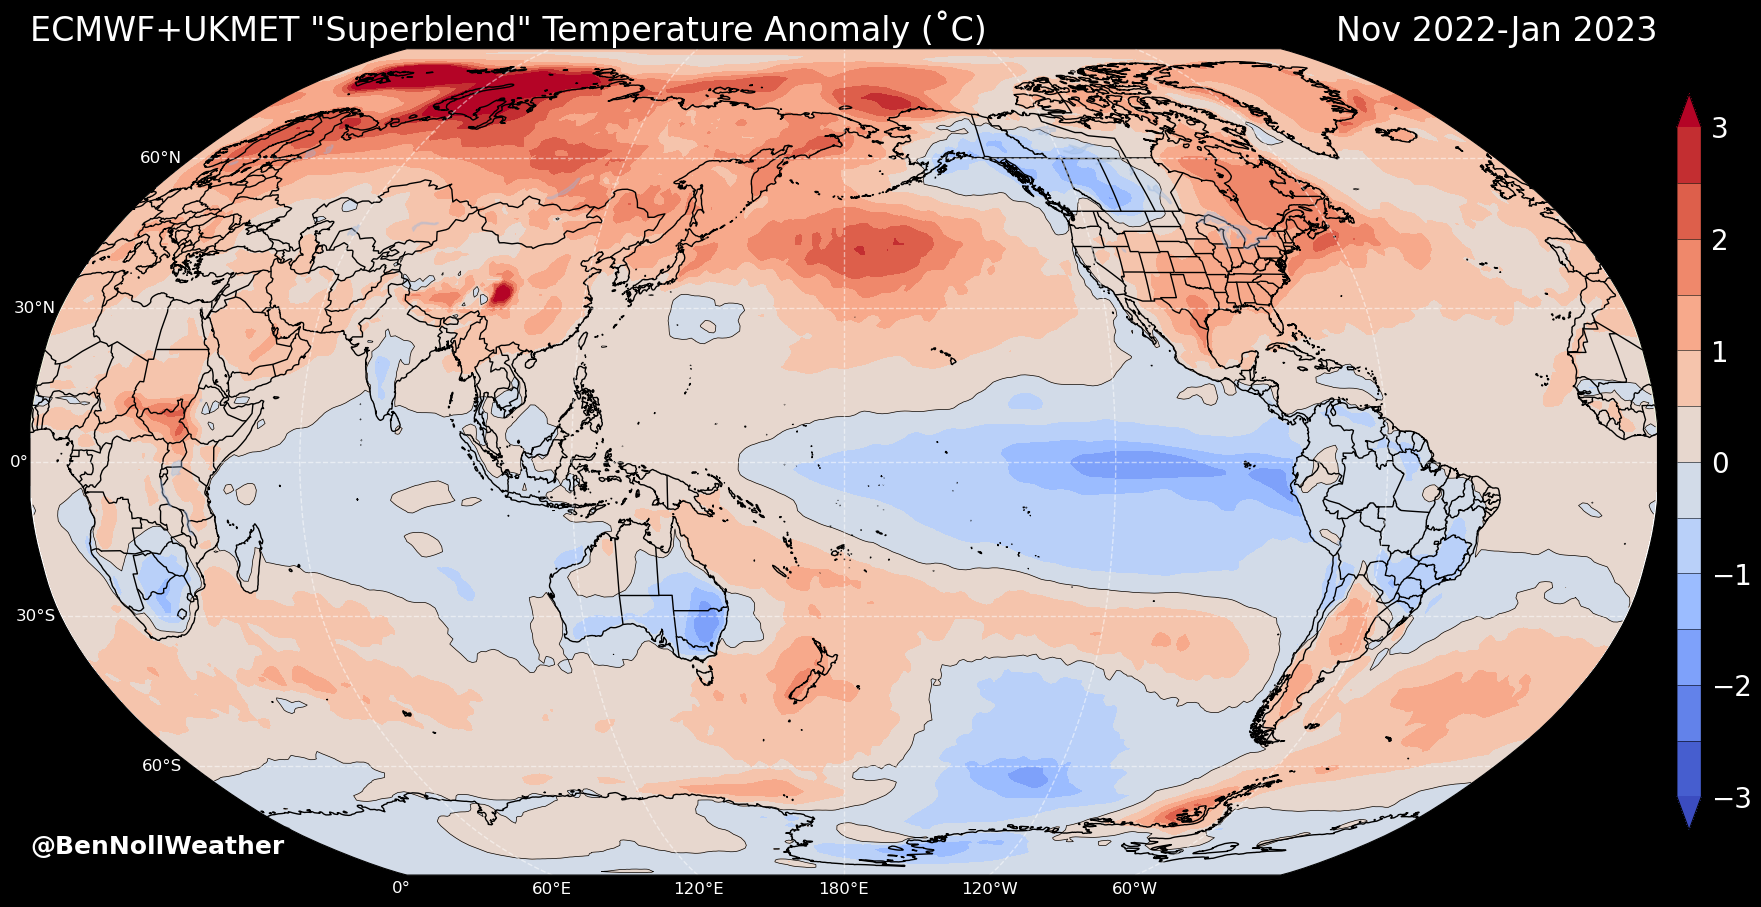 ECMWF+UKMET "Superblend" Temperature Anomaly (˚C)
Nov 2022-Jan 2023
60°N
30°N
0°
30°S
60°S
3
2
1
0
−1
−2
−3
@BenNollWeather
0°
60°E
120°E
180°E
120°W
60°W